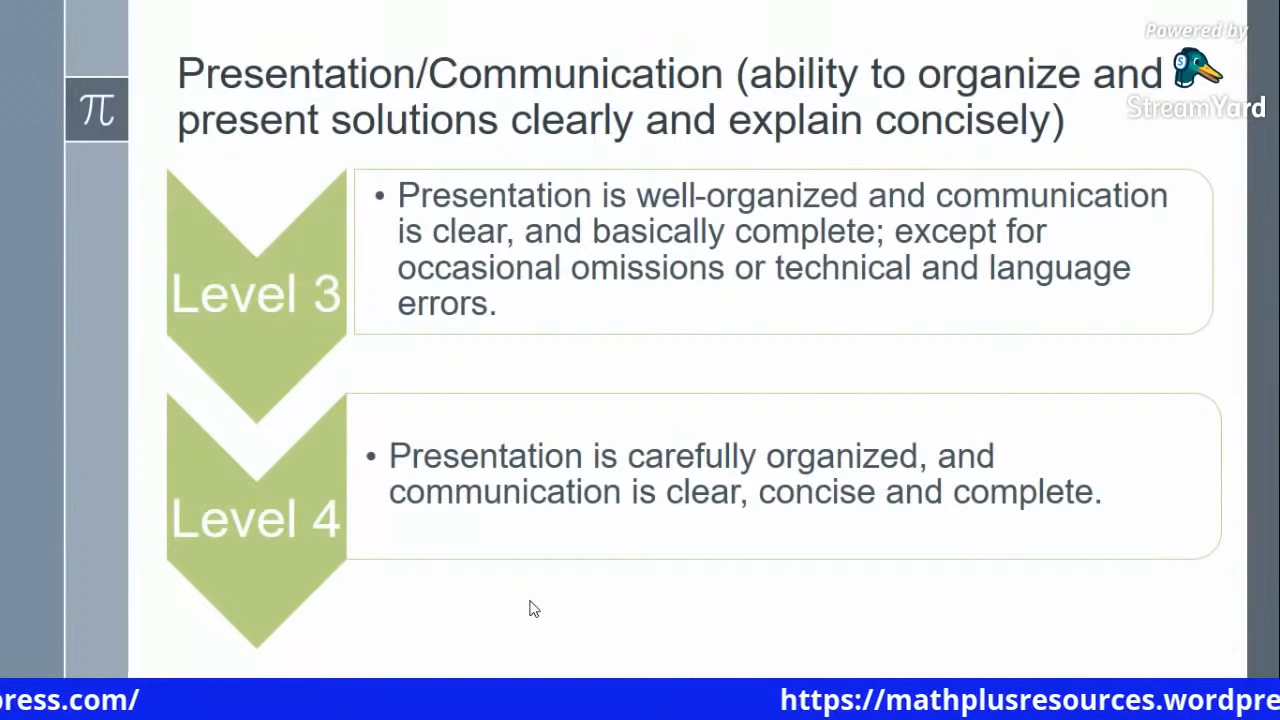 Powered by
StreamYard
π
Presentation/Communication (ability to organize and
present solutions clearly and explain concisely)
Level 3
• Presentation is well-organized and communication
is clear, and basically complete; except for
occasional omissions or technical and language
errors.
Level 4
• Presentation is carefully organized, and
communication is clear, concise and complete.
press.com/ https://mathplusresources.wordpre